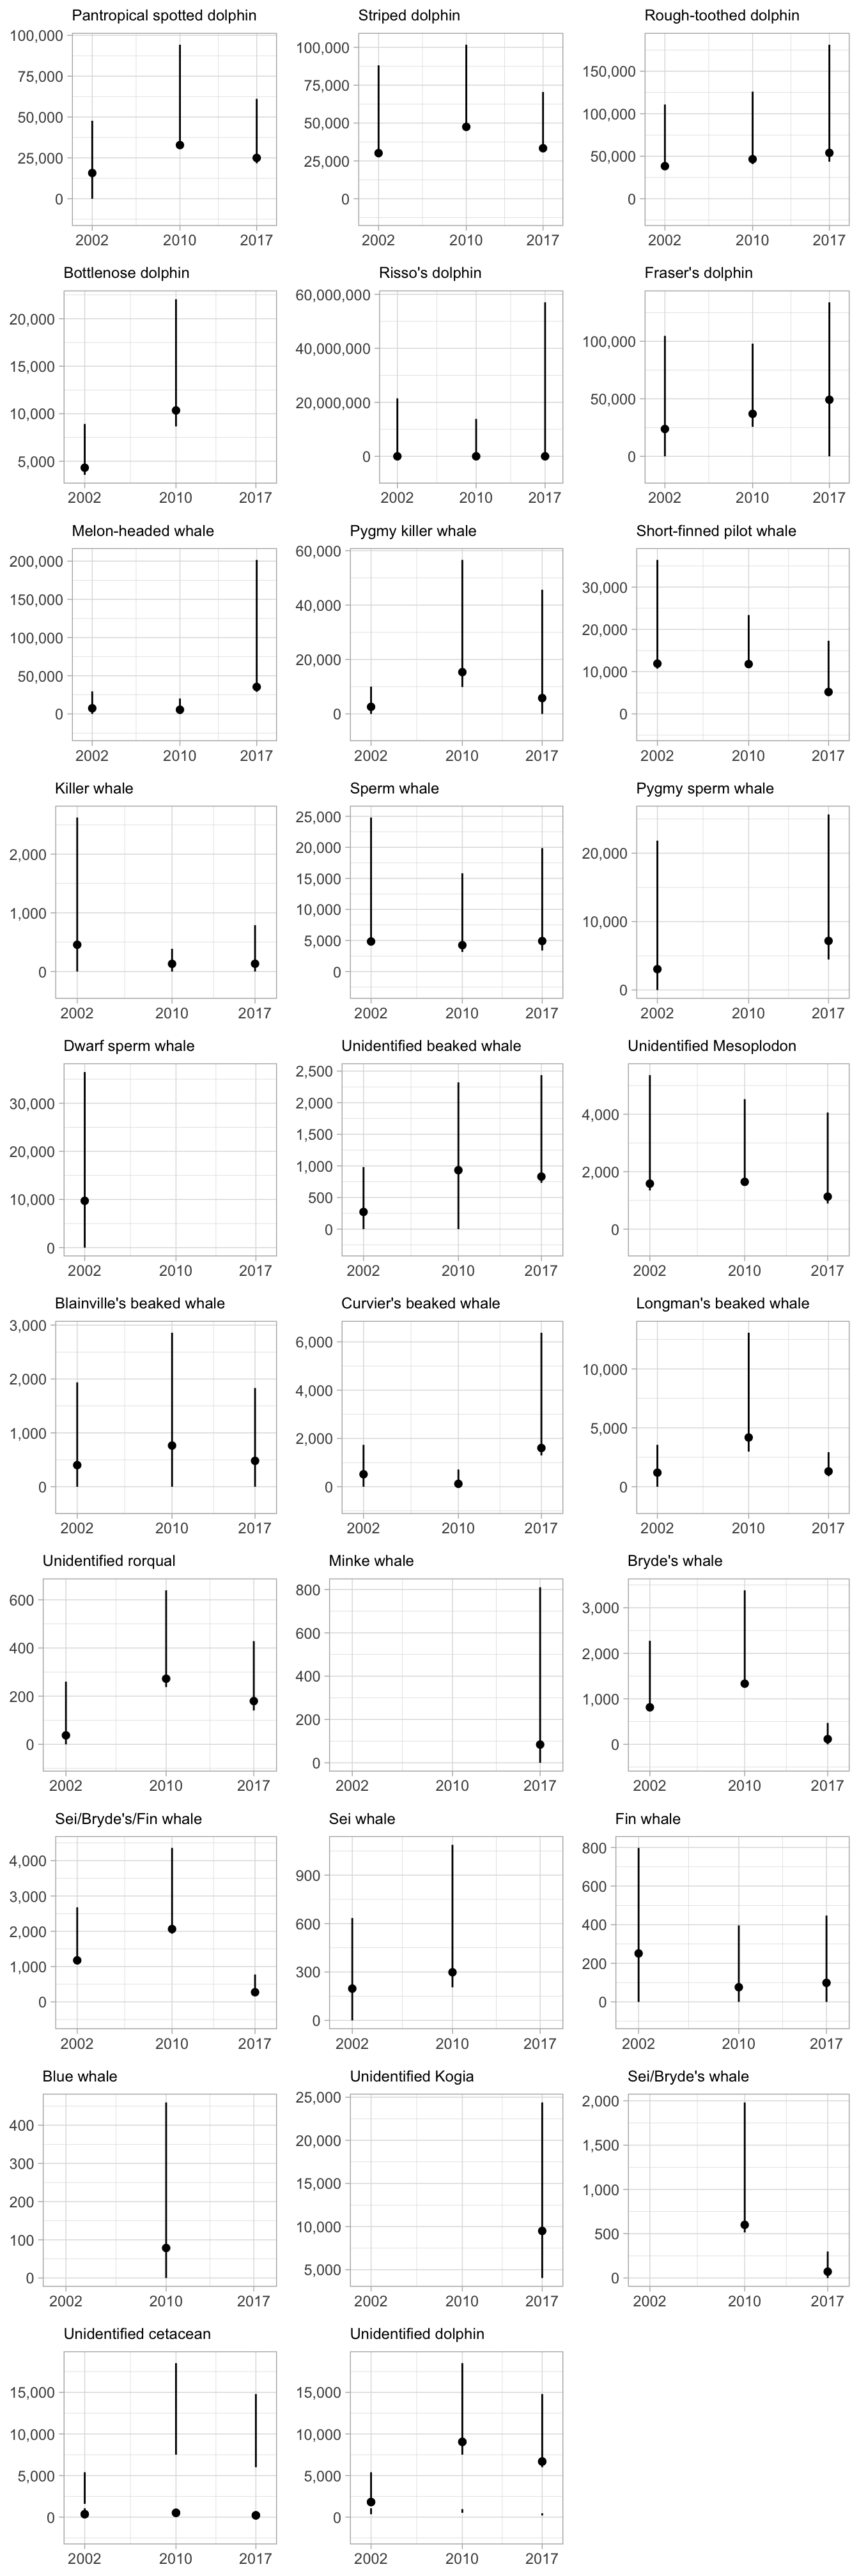 Pantropical spotted dolphin
100,000
75,000
50,000
25,000
0
2002 2010 2017
Striped dolphin
100,000
75,000
50,000
25,000
0
2002 2010 2017
Rough-toothed dolphin
150,000
100,000
50,000
0
2002 2010 2017
Bottlenose dolphin
20,000
15,000
10,000
5,000
2002 2010 2017
Risso's dolphin
60,000,000
40,000,000
20,000,000
0
2002 2010 2017
Fraser's dolphin
100,000
50,000
0
2002 2010 2017
Melon-headed whale
200,000
150,000
100,000
50,000
0
2002 2010 2017
Pygmy killer whale
60,000
40,000
20,000
0
2002 2010 2017
Short-finned pilot whale
30,000
20,000
10,000
0
2002 2010 2017
Killer whale
2,000
1,000
0
2002 2010 2017
Sperm whale
25,000
20,000
15,000
10,000
5,000
0
2002 2010 2017
Pygmy sperm whale
20,000
10,000
0
2002 2010 2017
Dwarf sperm whale
30,000
20,000
10,000
0
2002 2010 2017
Unidentified beaked whale
2,500
2,000
1,500
1,000
500
0
2002 2010 2017
Unidentified Mesoplodon
4,000
2,000
0
2002 2010 2017
Blainville's beaked whale
3,000
2,000
1,000
0
2002 2010 2017
Curvier's beaked whale
6,000
4,000
2,000
0
2002 2010 2017
Longman's beaked whale
10,000
5,000
0
2002 2010 2017
Unidentified rorqual
600
400
200
0
2002 2010 2017
Minke whale
800
600
400
200
0
2002 2010 2017
Bryde's whale
3,000
2,000
1,000
0
2002 2010 2017
Sei/Bryde's/Fin whale
4,000
3,000
2,000
1,000
0
2002 2010 2017
Sei whale
900
600
300
0
2002 2010 2017
Fin whale
800
600
400
200
0
2002 2010 2017
Blue whale
400
300
200
100
0
2002 2010 2017
Unidentified Kogia
25,000
20,000
15,000
10,000
5,000
2002 2010 2017
Sei/Bryde's whale
2,000
1,500
1,000
500
0
2002 2010 2017
Unidentified cetacean
15,000
10,000
5,000
0
2002 2010 2017
Unidentified dolphin
15,000
10,000
5,000
0
2002 2010 2017